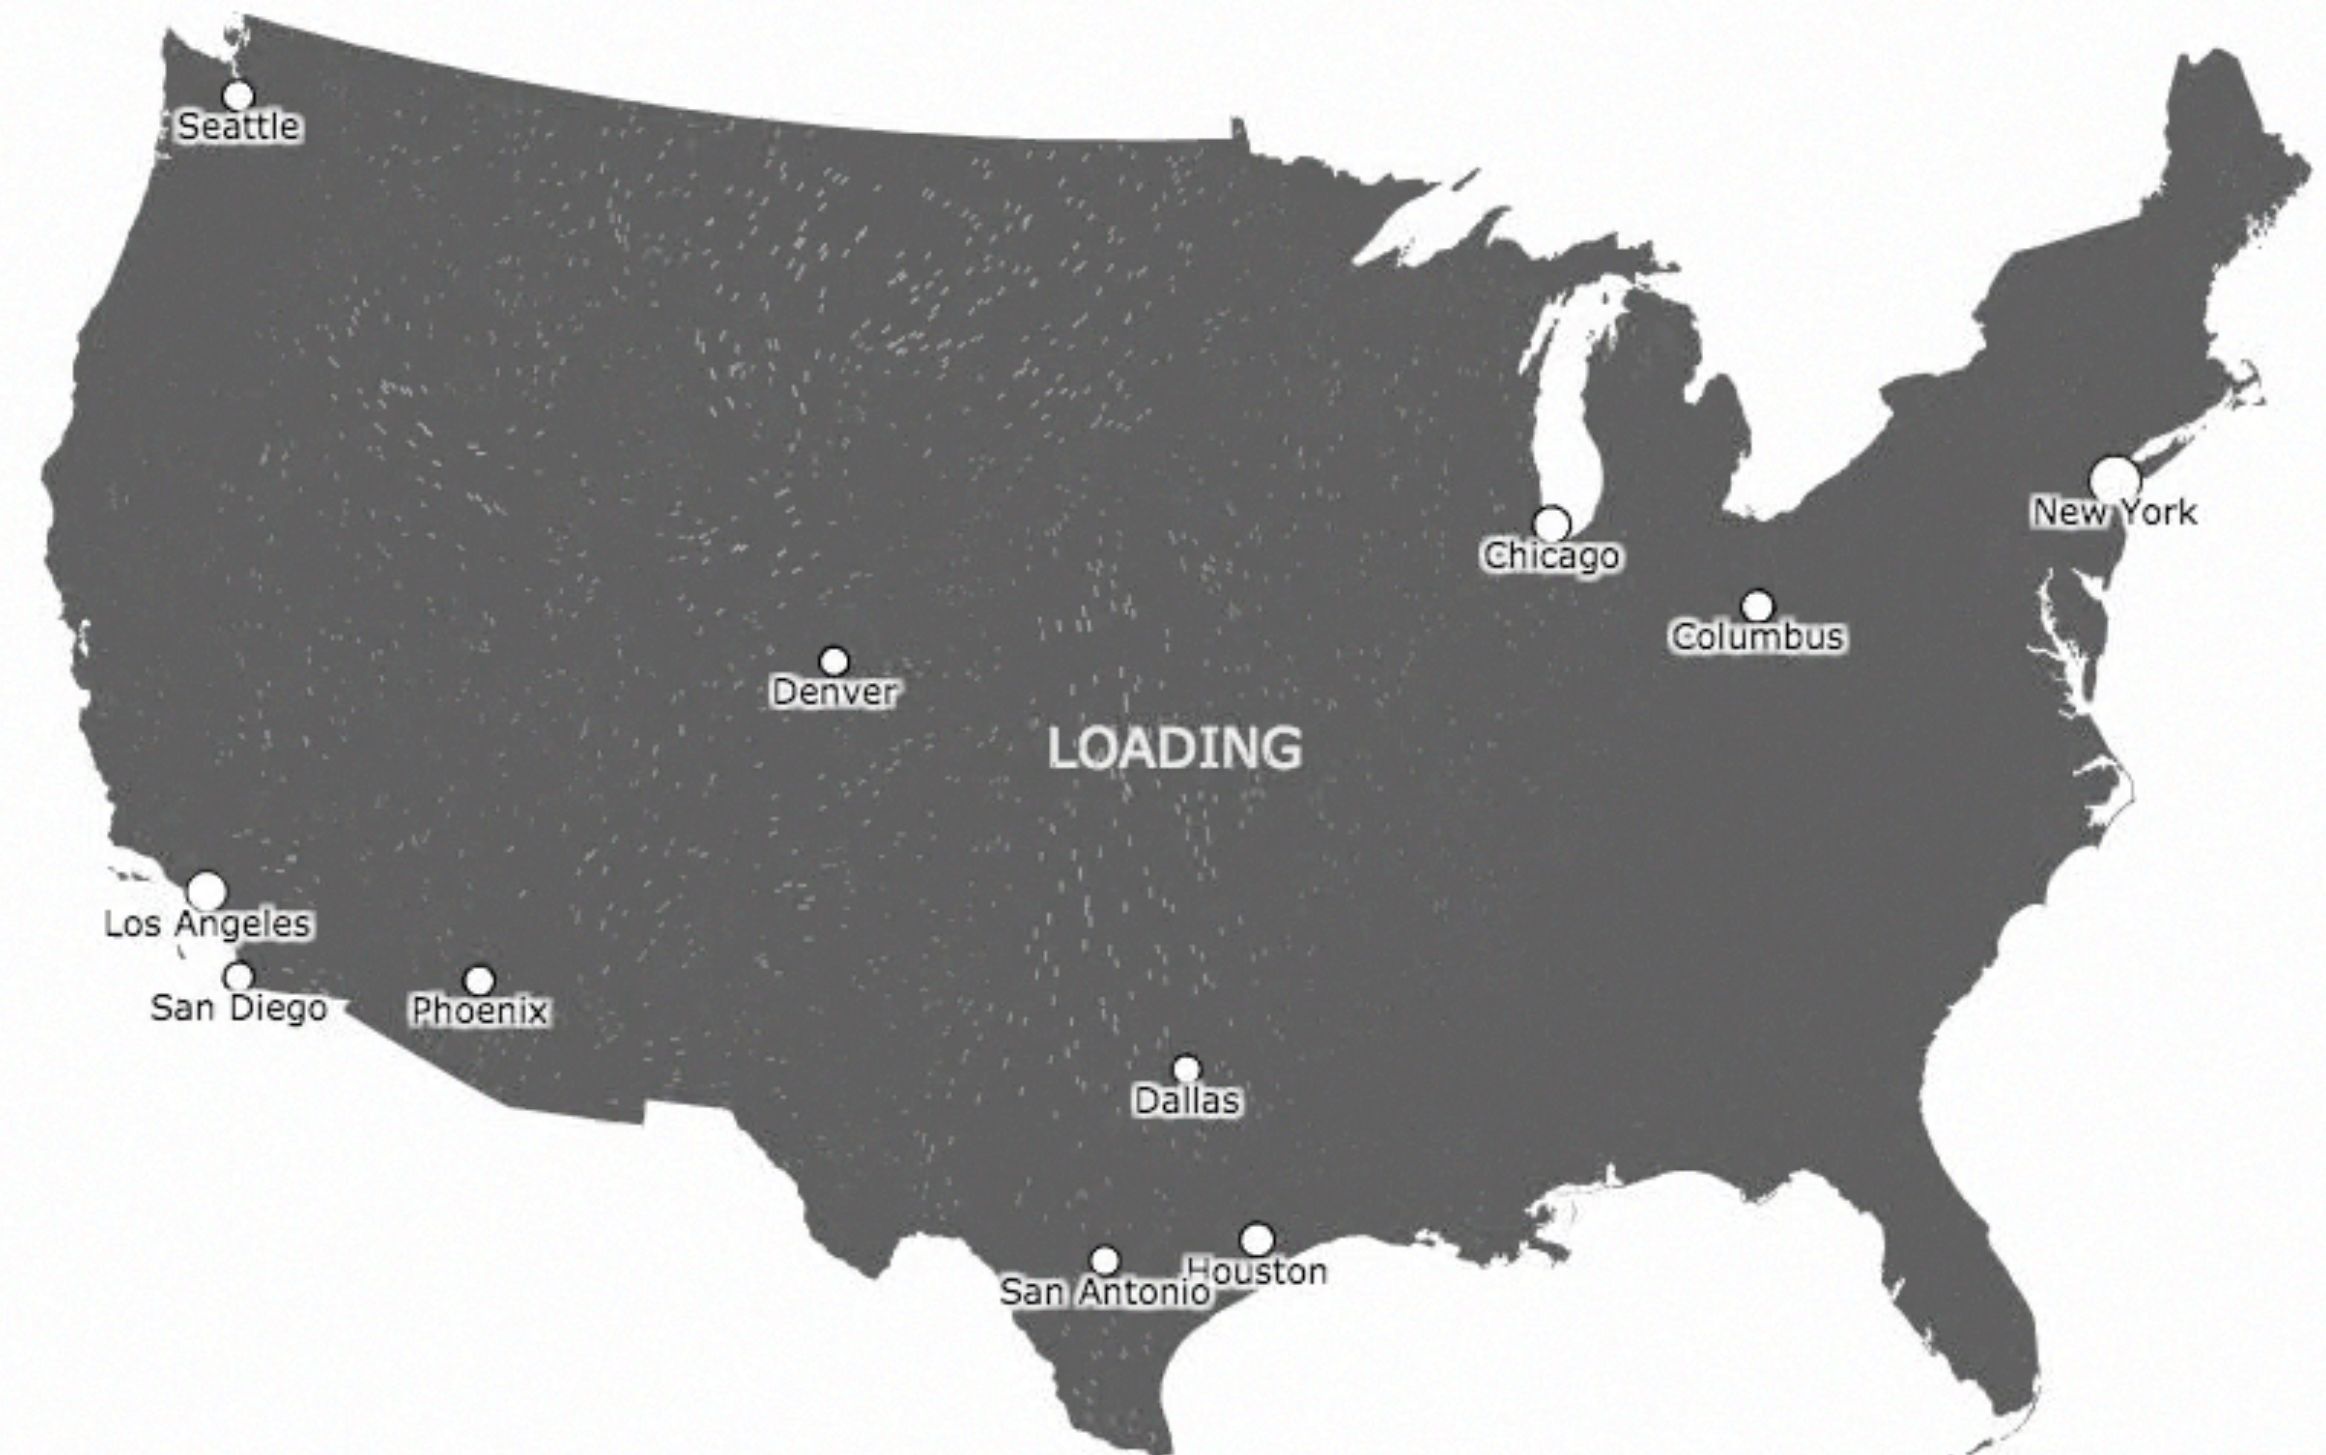 Seattle
New York
Chicago
Columbus
Denver
LOADING
Los Angeles
San Diego
Phoenix
Dallas
Houston
San Antonio